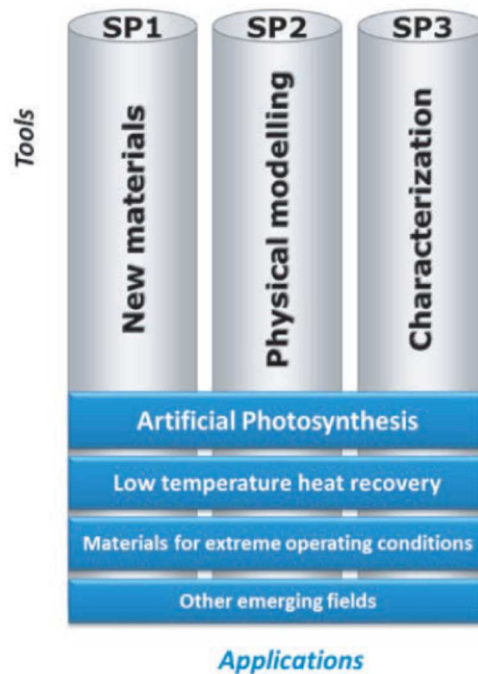 SP1
SP2
SP3
Tools
New materials
Physical modelling
Characterization
Artificial Photosynthesis
Low temperature heat recovery
Materials for extreme operating conditions
Other emerging fields
Applications